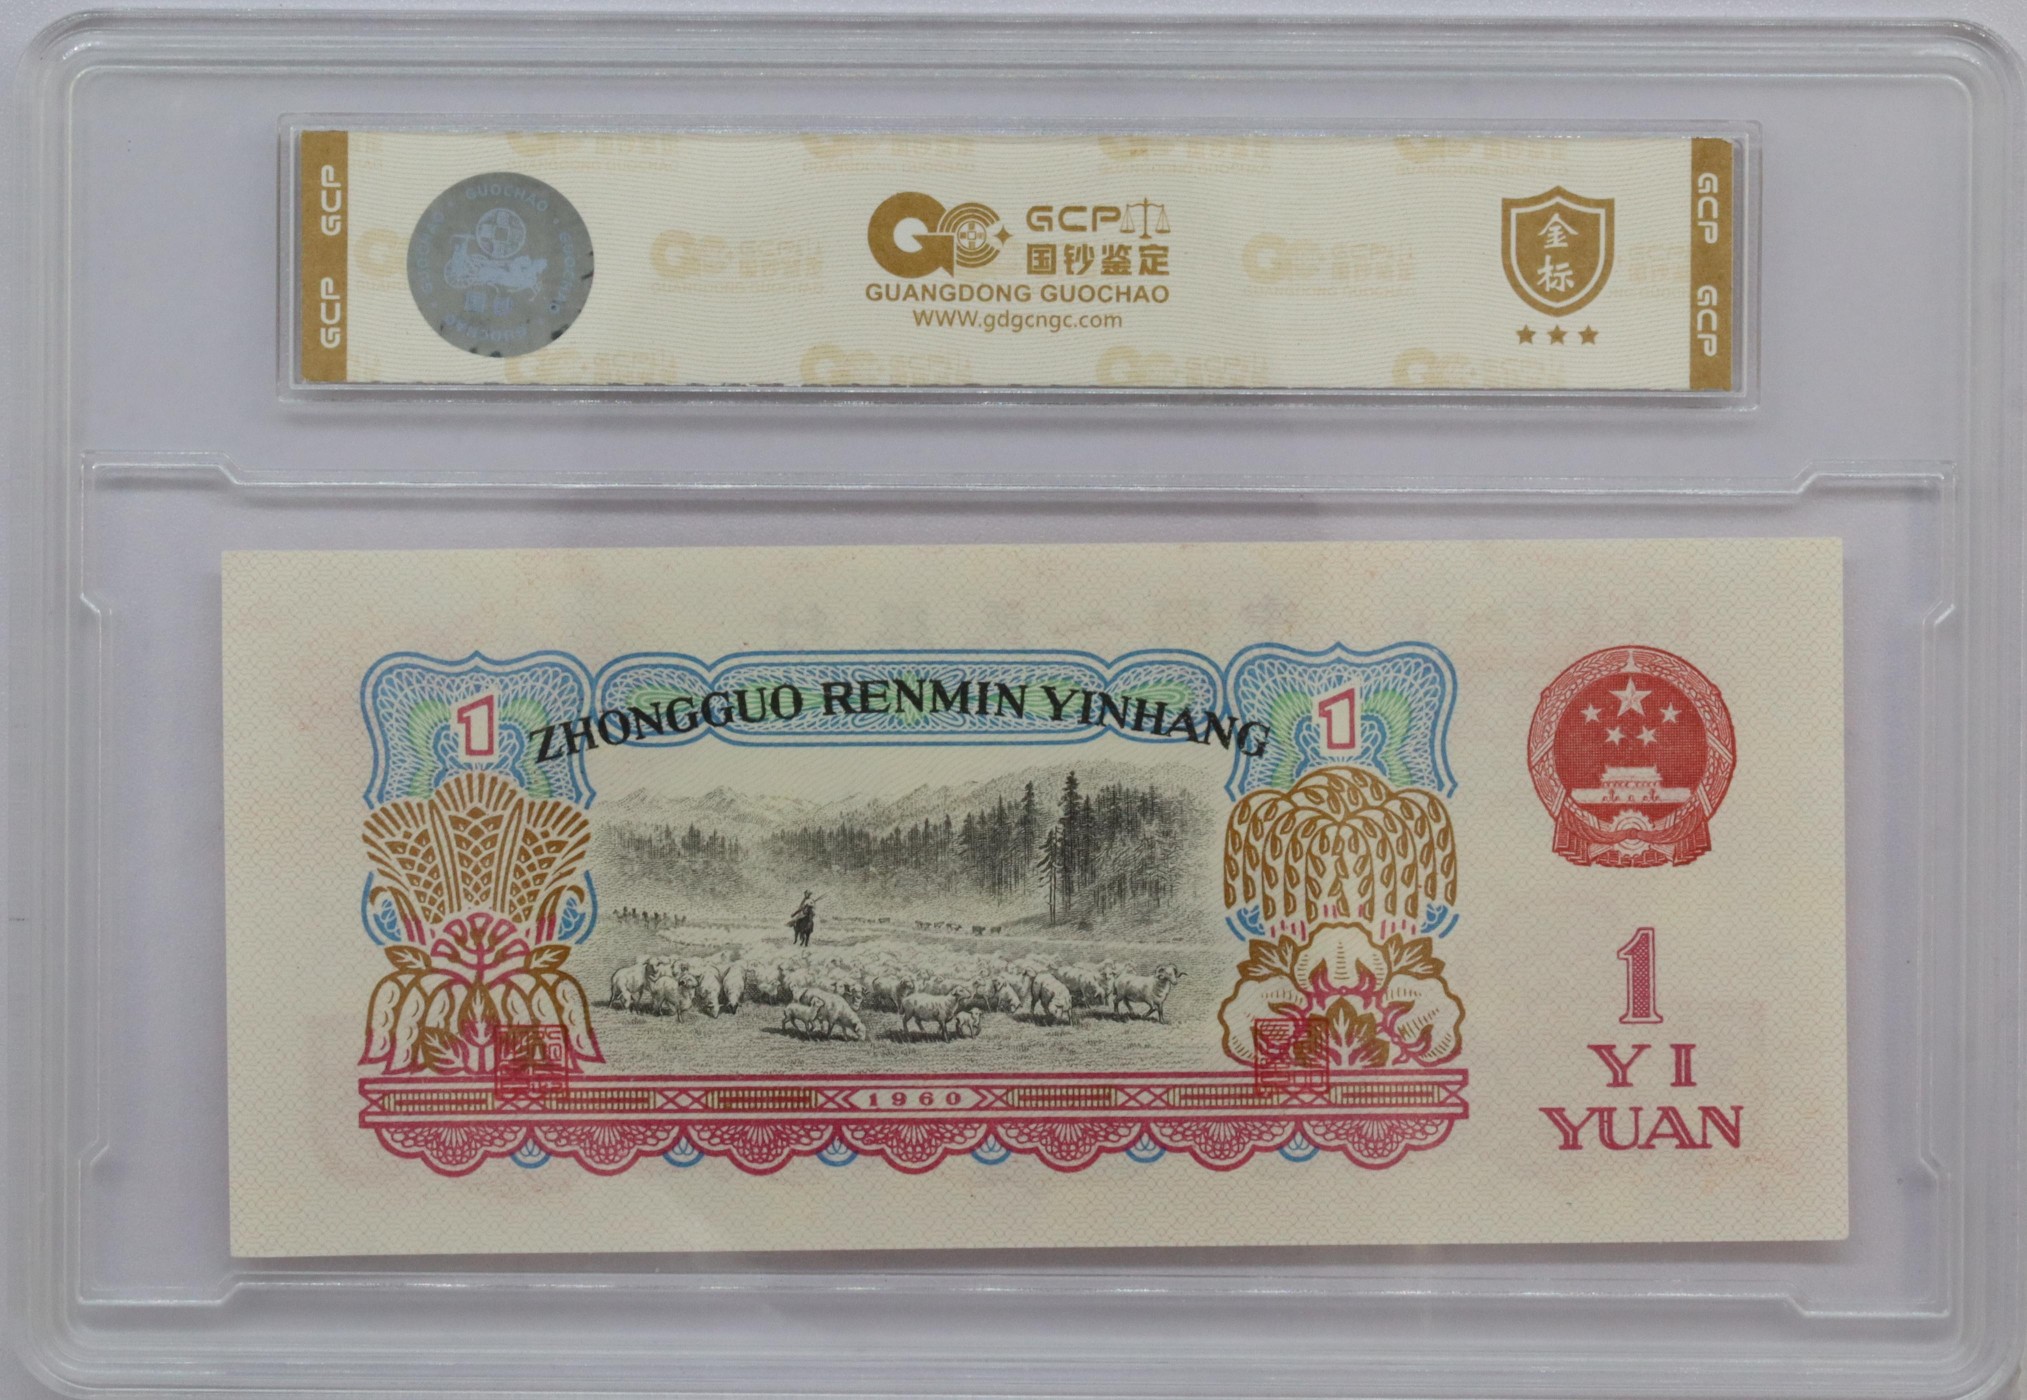 GCP
GCP
GUOCHAO
GCP
国钞鉴定
GUANGDONG GUOCHAO
www.gdgcngc.com
金
标
GCP
GCP
1
ZHONGGUO RENMIN YINHANG
1
1960
1
YI
YUAN